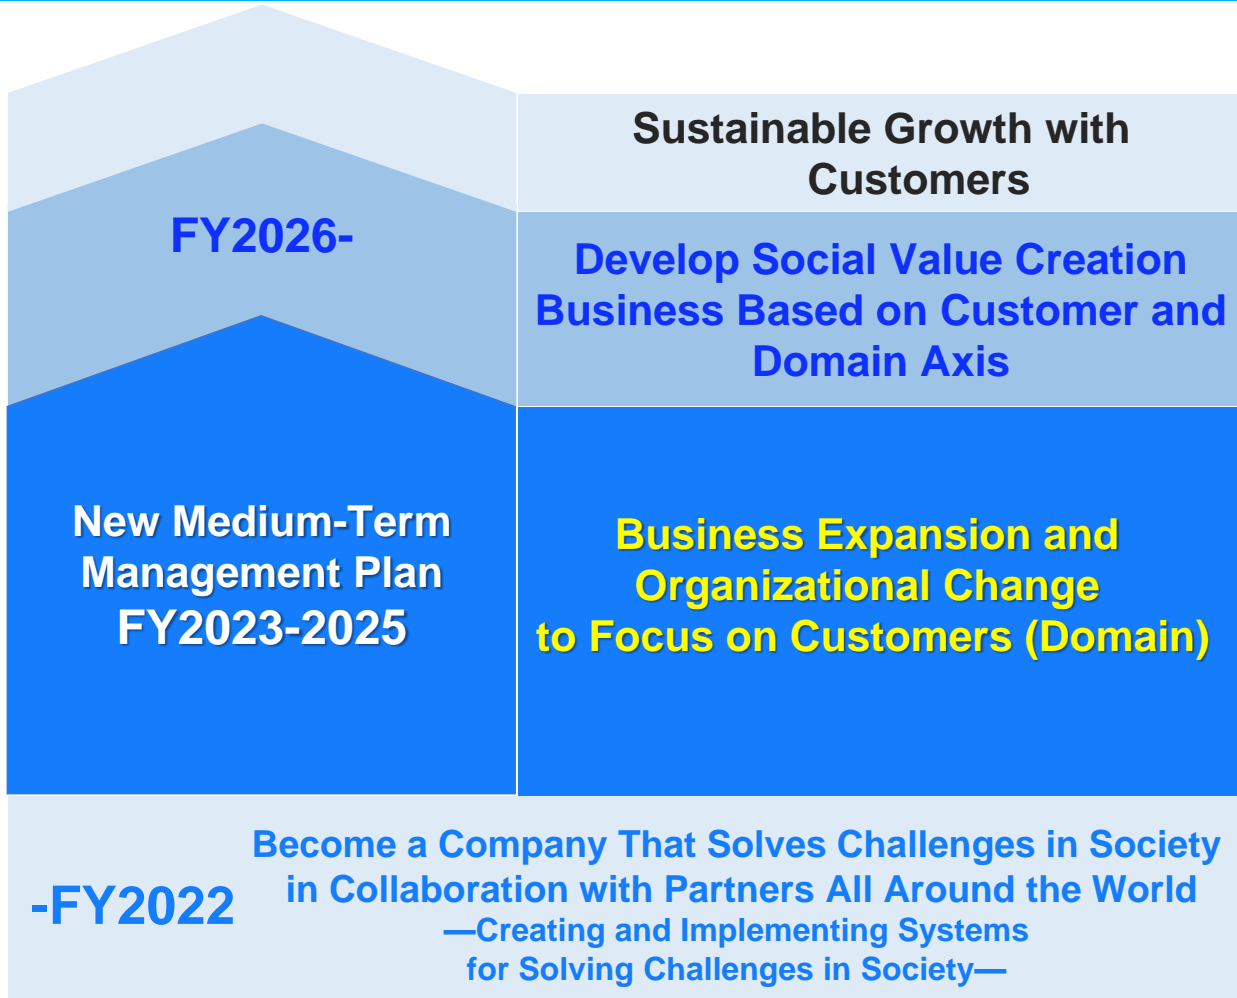 Sustainable Growth with
Customers
FY2026-
Develop Social Value Creation
Business Based on Customer and
Domain Axis
New Medium-Term
Management Plan
FY2023-2025
Business Expansion and
Organizational Change
to Focus on Customers (Domain)
-FY2022
Become a Company That Solves Challenges in Society
in Collaboration with Partners All Around the World
—Creating and Implementing Systems
for Solving Challenges in Society—